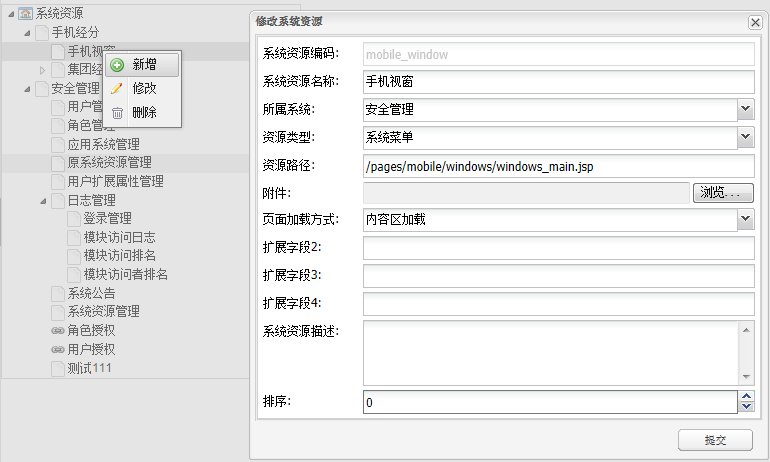 系统资源
手机经分
手机视窗
集团经
安全管理
用户管
角色管理
应用系统管理
原系统资源管理
用户扩展属性管理
日志管理
登录管理
模块访问日志
模块访问排名
模块访问者排名
系统公告
系统资源管理
角色授权
用户授权
测试111
新增
修改
删除
修改系统资源
系统资源编码: mobile_window
系统资源名称: 手机视窗
所属系统: 安全管理
资源类型: 系统菜单
资源路径: /pages/mobile/windows/windows_main.jsp
附件: 浏览...
页面加载方式: 内容区加载
扩展字段2:
扩展字段3:
扩展字段4:
系统资源描述:
排序: 0
提交